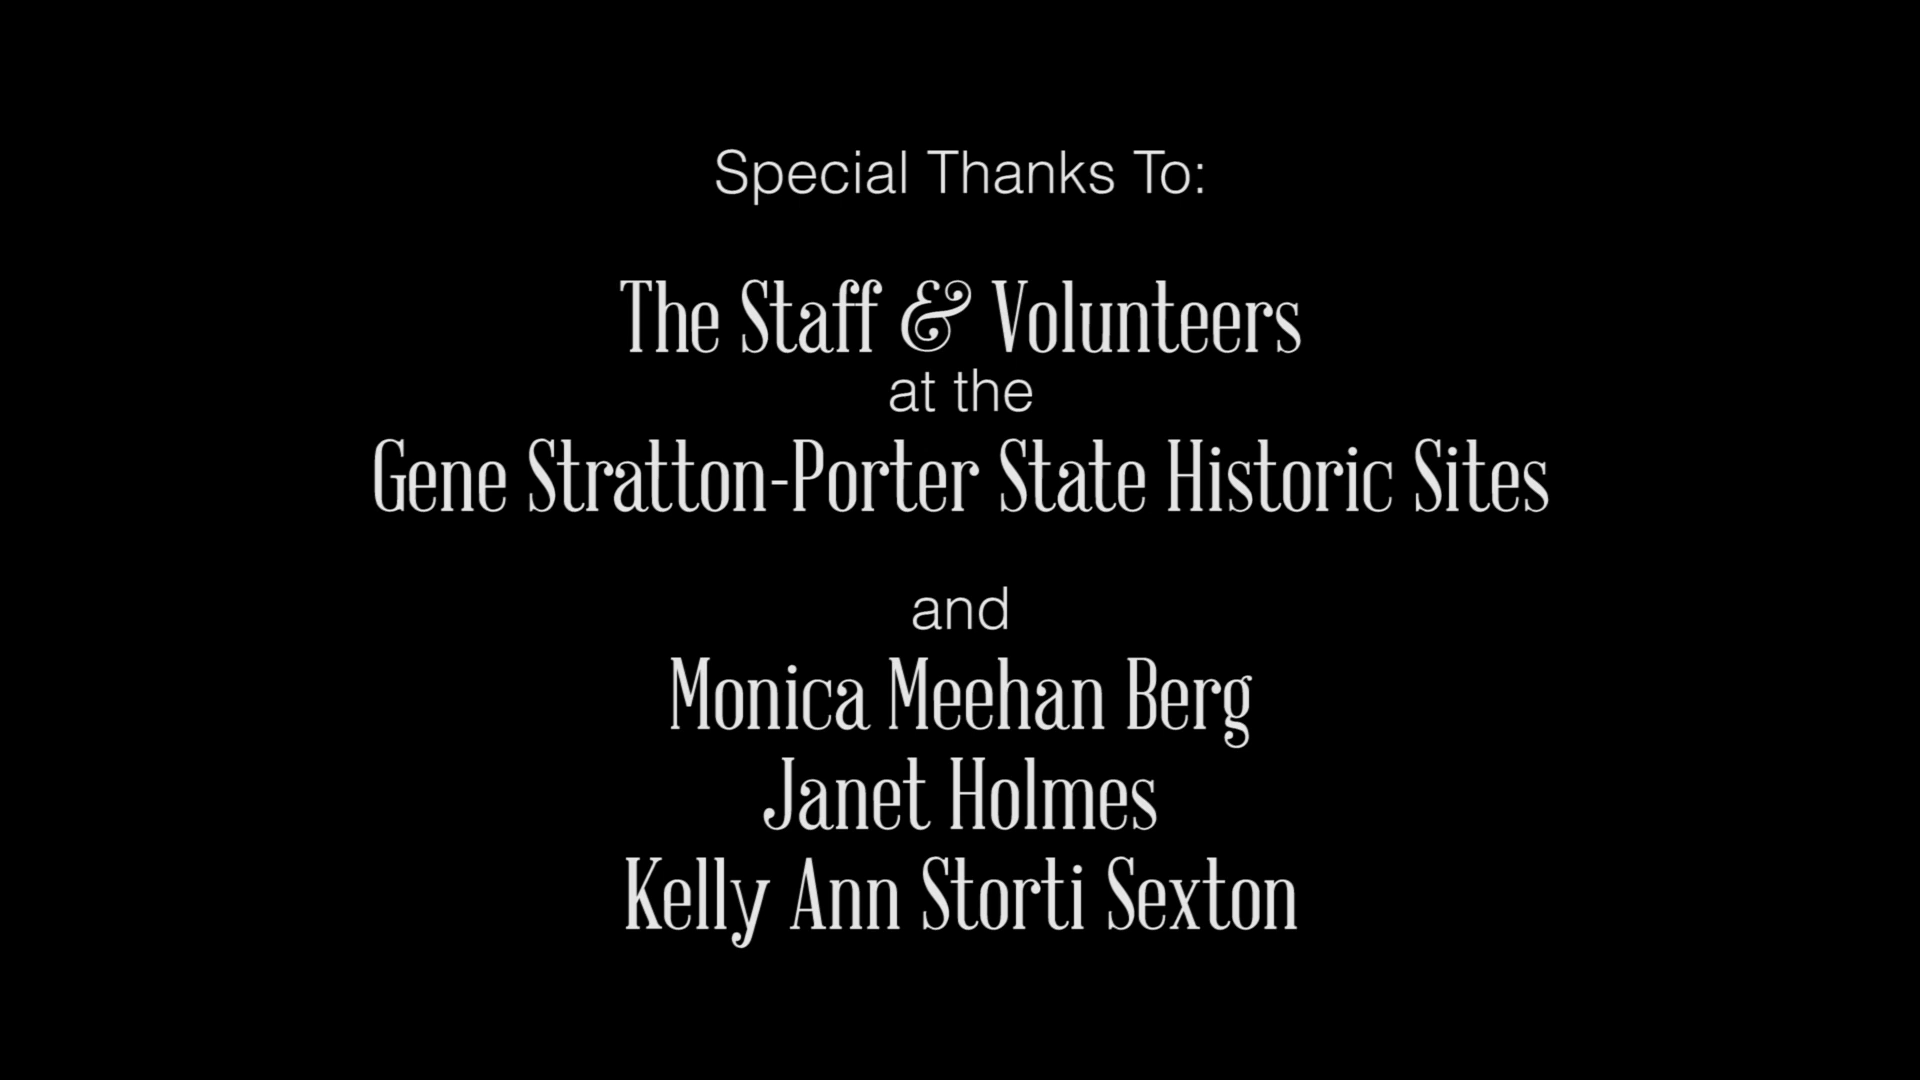 Special Thanks To:
The Staff & Volunteers
at the
Gene Stratton-Porter State Historic Sites
and
Monica Meehan Berg
Janet Holmes
Kelly Ann Storti Sexton